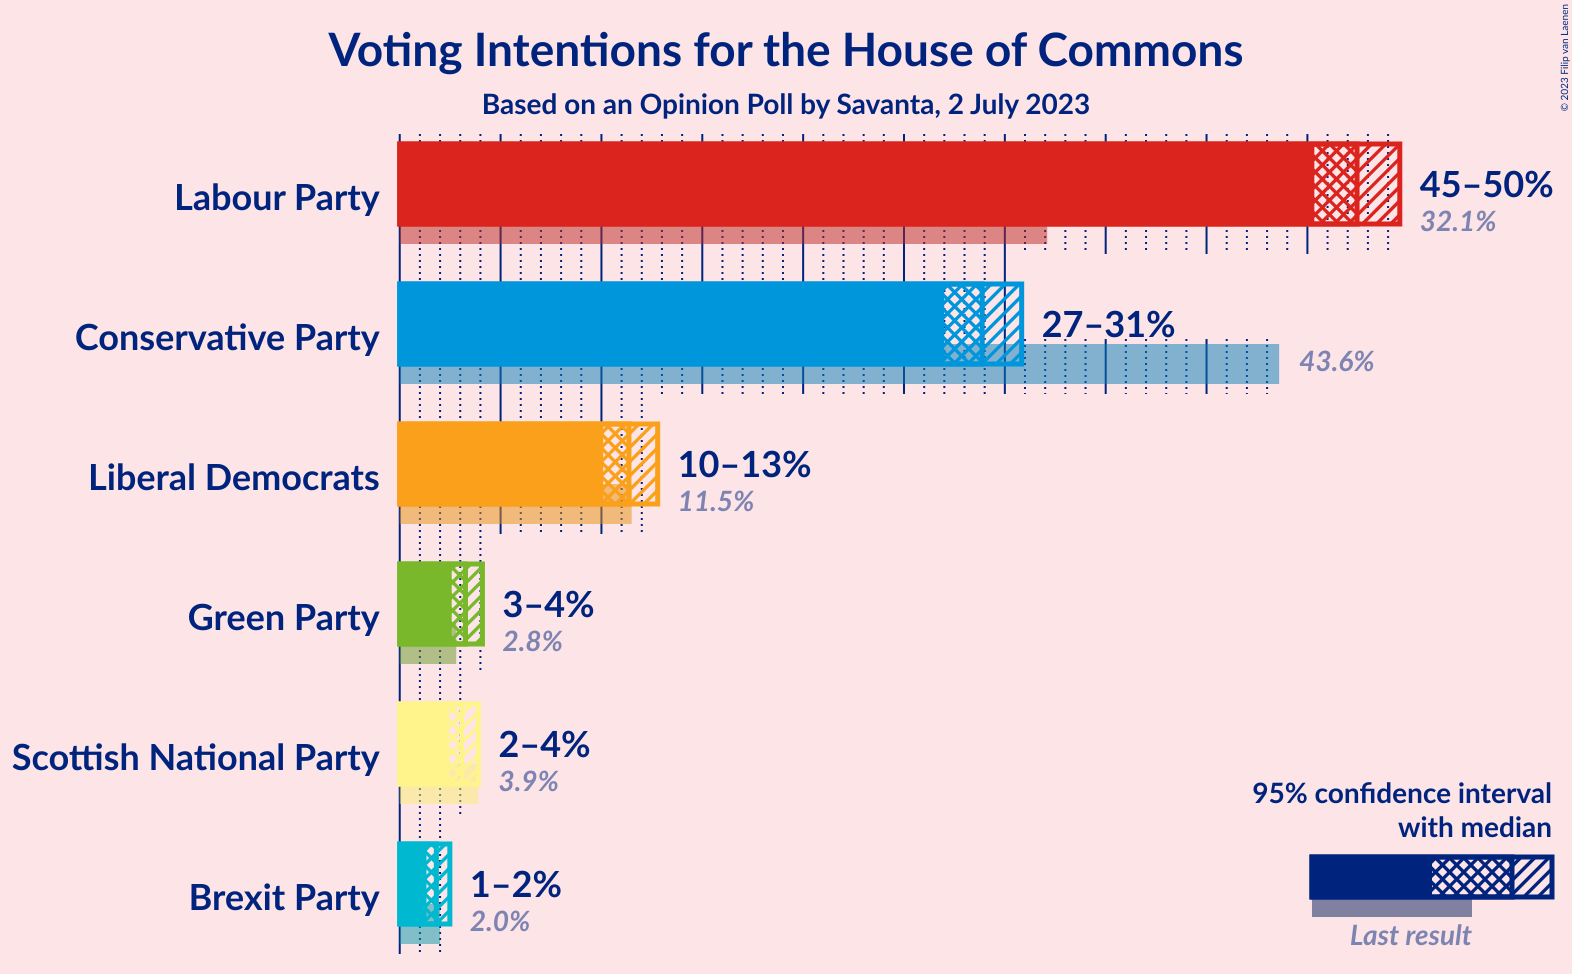 Voting Intentions for the House of Commons
Based on an Opinion Poll by Savanta, 2 July 2023
© 2023 Filip van Laenen
Labour Party
45–50%
32.1%
Conservative Party
27–31%
43.6%
Liberal Democrats
10–13%
11.5%
Green Party
3–4%
2.8%
Scottish National Party
2–4%
3.9%
Brexit Party
1–2%
2.0%
95% confidence interval
with median
Last result